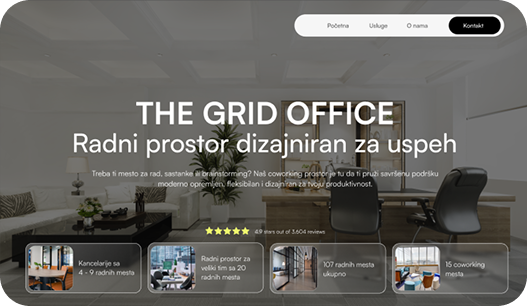 Početna Usluge O nama Kontakt
THE GRID OFFICE
Radni prostor dizajniran za uspeh
Treba ti mesto za rad, sastanke ili brainstorming? Naš coworking prostor je tu da ti pruži savršenu podršku
moderno opremljen, fleksibilan i dizajniran za tvoju produktivnost.
4.9 stars out of 3,604 reviews
Kancelarije sa
4 - 9 radnih mesta
Radni prostor za
veliki tim sa 20
radnih mesta
107 radnih mesta
ukupno
15 coworking
mesta